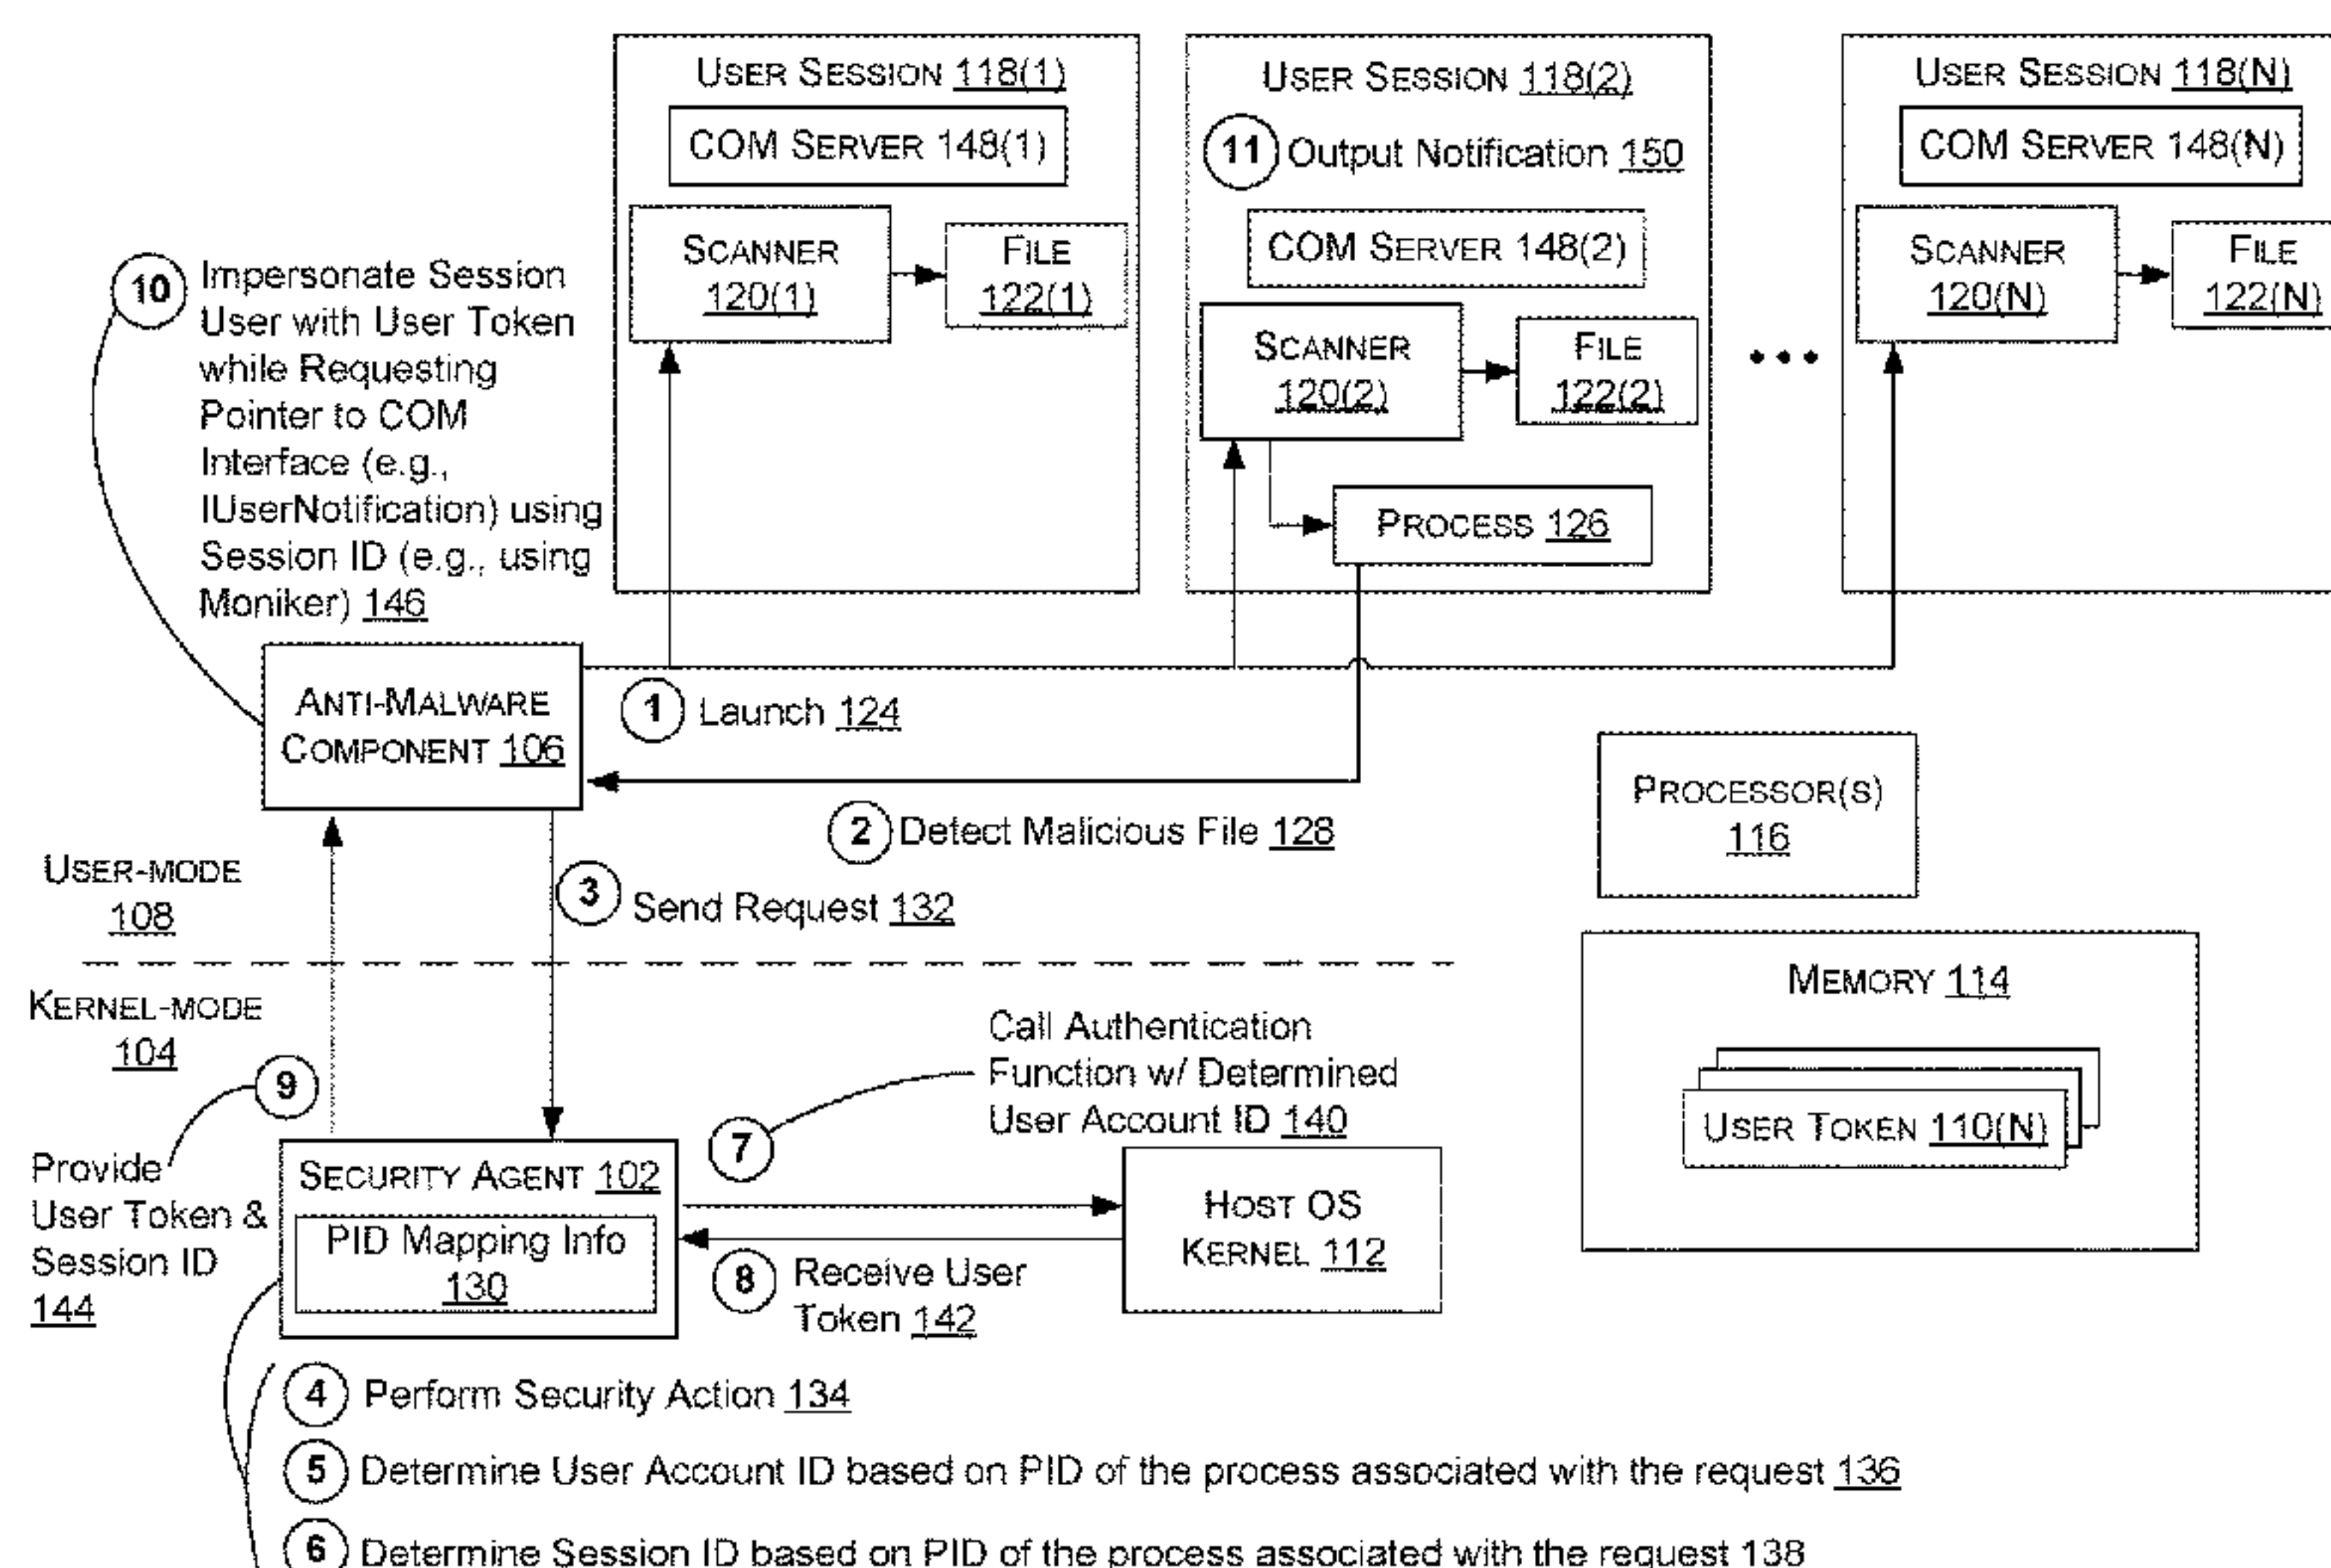 USER SESSION 118(1)
COM SERVER 148(1)
SCANNER
120(1)
FILE
122(1)
USER SESSION 118(2)
11 Output Notification 150
COM SERVER 148(2)
SCANNER
120(2)
FILE
122(2)
PROCESS 126
• • •
USER SESSION 118(N)
COM SERVER 148(N)
SCANNER
120(N)
FILE
122(N)
10 Impersonate Session
User with User Token
while Requesting
Pointer to COM
Interface (e.g.,
IUserNotification) using
Session ID (e.g., using
Moniker) 146
ANTI-MALWARE
COMPONENT 106
1 Launch 124
2 Detect Malicious File 128
3 Send Request 132
PROCESSOR(S)
116
USER-MODE
108
KERNEL-MODE
104
MEMORY 114
USER TOKEN 110(N)
9
Provide
User Token &
Session ID
144
SECURITY AGENT 102
PID Mapping Info
130
7
Call Authentication
Function w/ Determined
User Account ID 140
HOST OS
KERNEL 112
8 Receive User
Token 142
4 Perform Security Action 134
5 Determine User Account ID based on PID of the process associated with the request 136
6 Determine Session ID based on PID of the process associated with the request 138